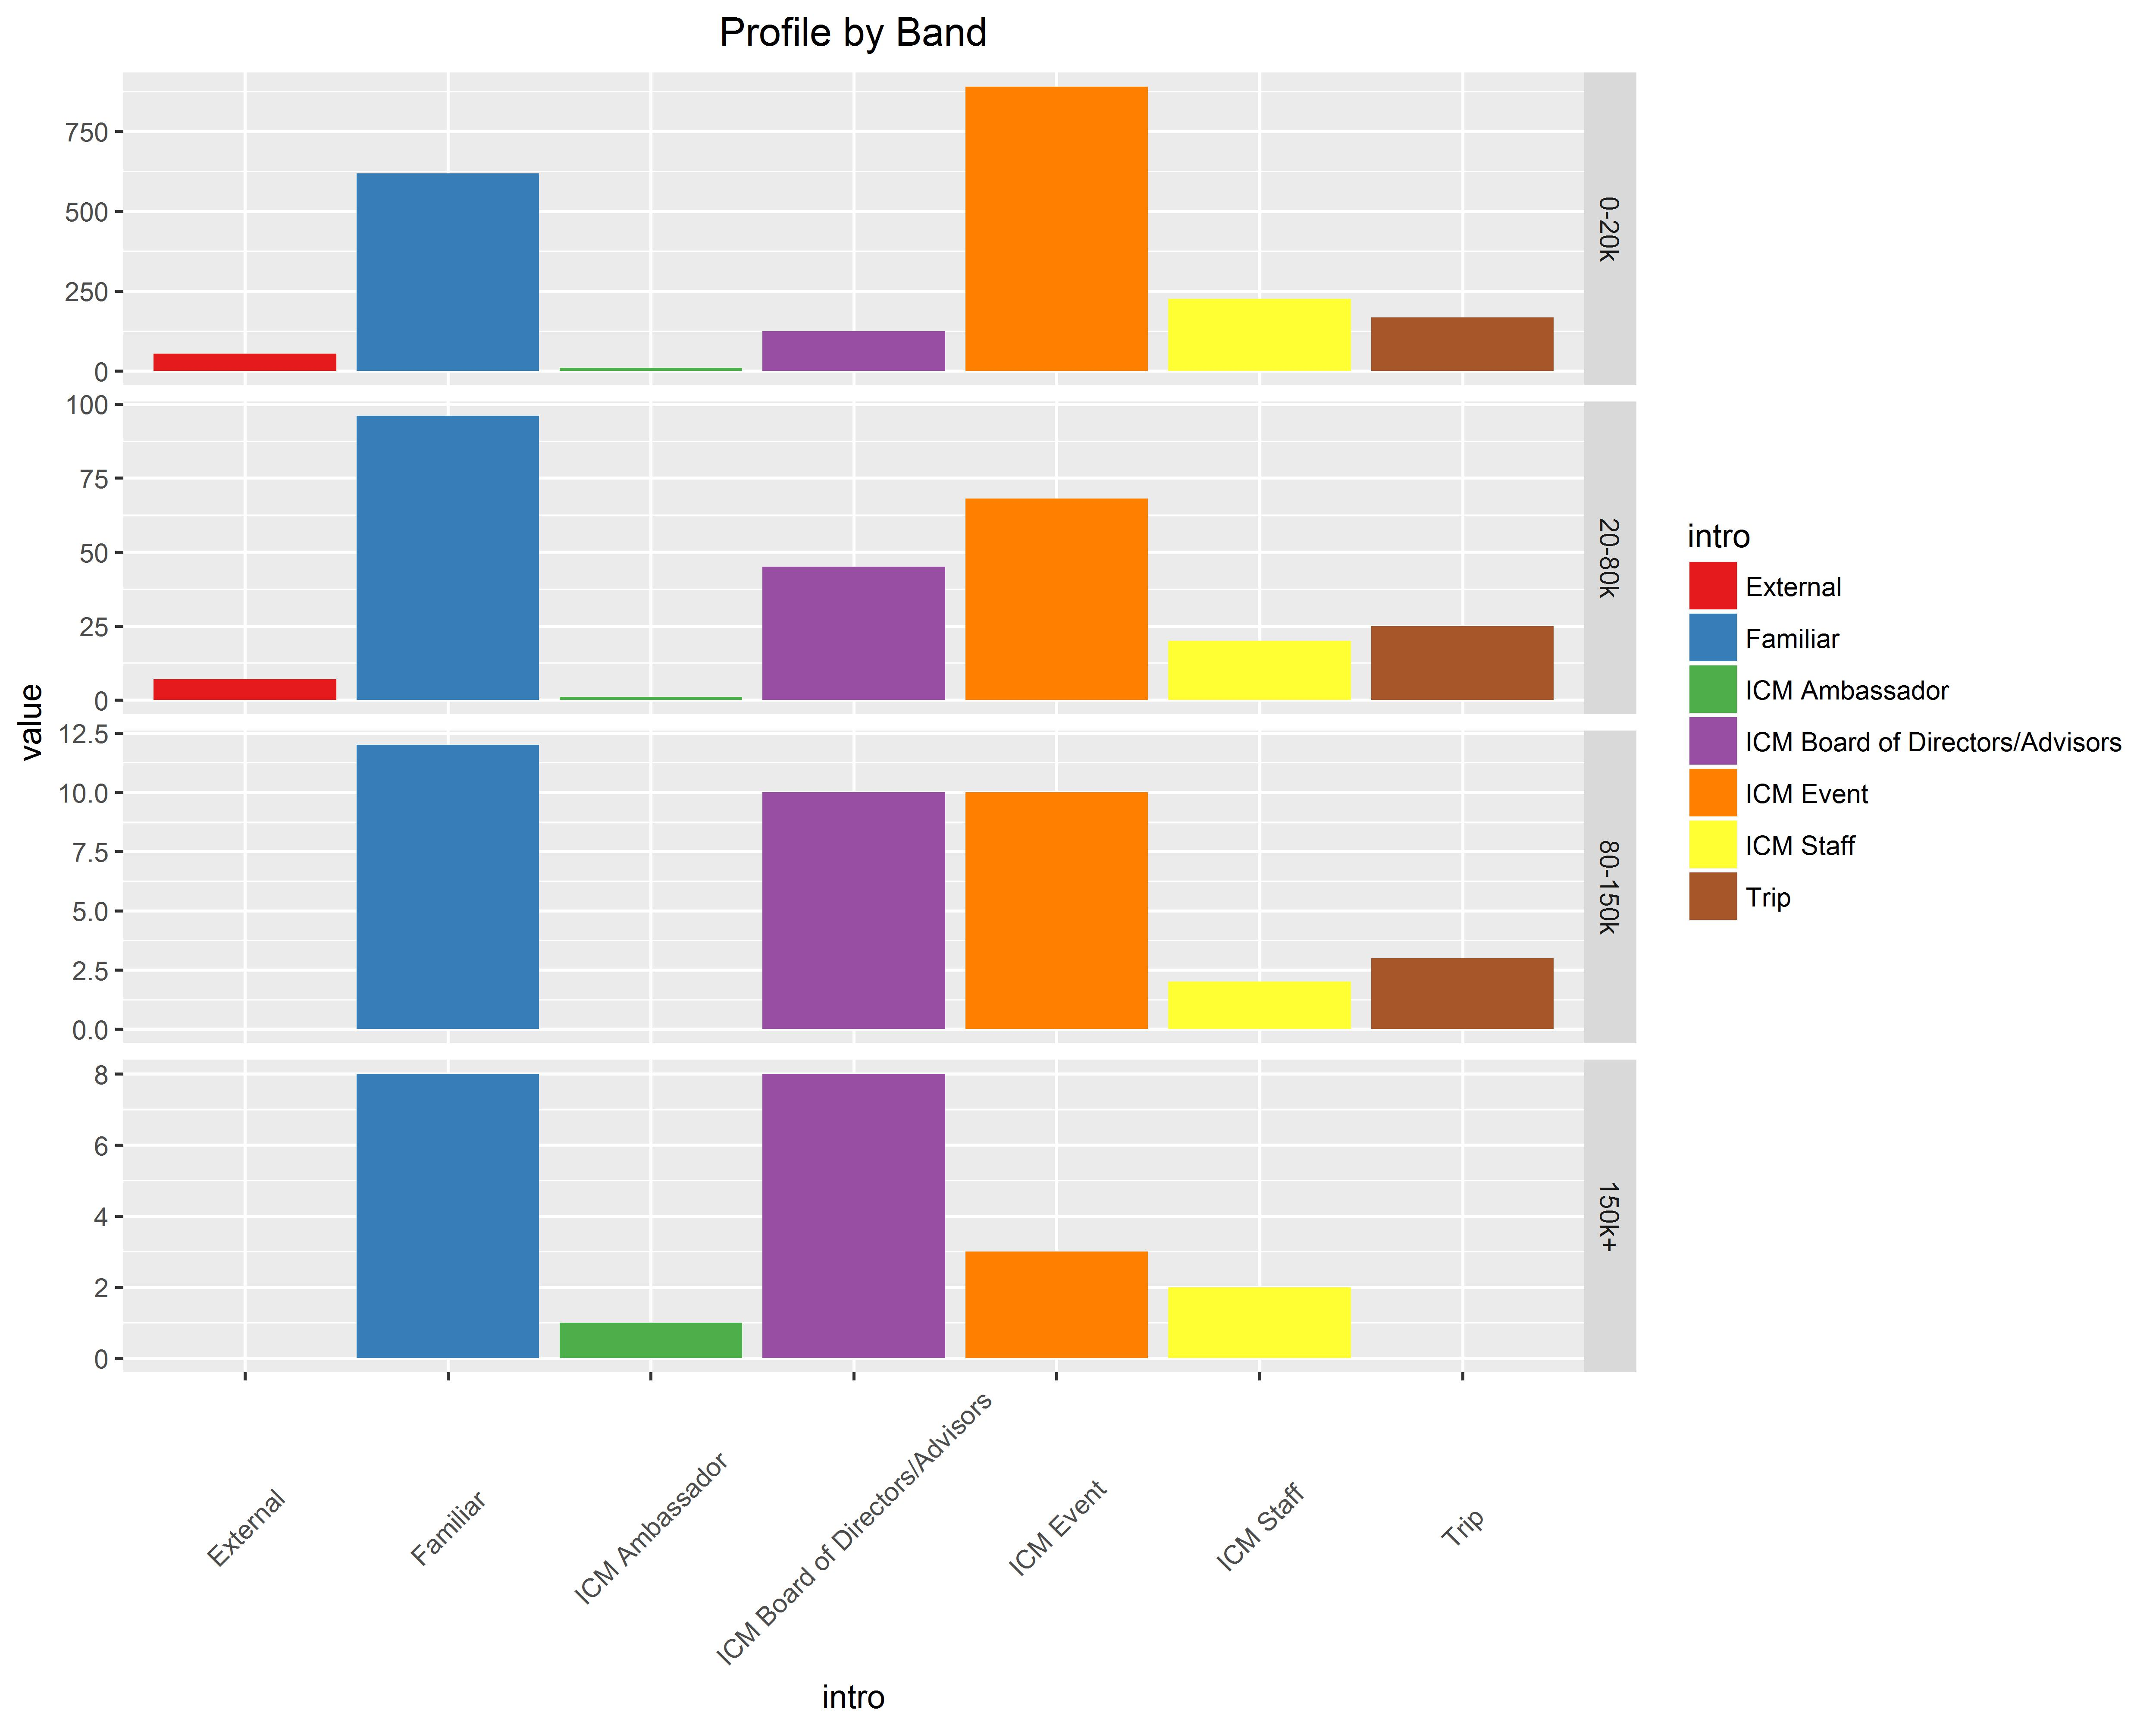 Profile by Band
value
750
500
250
0
0-20k
100
75
50
25
0
20-80k
12.5
10.0
7.5
5.0
2.5
0.0
80-150k
8
6
4
2
0
150k+
External
Familiar
ICM Ambassador
ICM Board of Directors/Advisors
ICM Event
ICM Staff
Trip
intro
intro
External
Familiar
ICM Ambassador
ICM Board of Directors/Advisors
ICM Event
ICM Staff
Trip